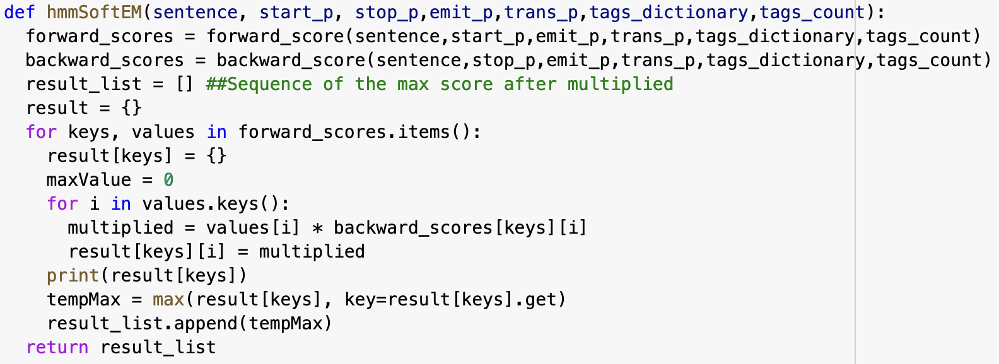 def hmmSoftEM(sentence, start_p, stop_p,emit_p,trans_p,tags_dictionary,tags_count):
  forward_scores = forward_score(sentence,start_p,emit_p,trans_p,tags_dictionary,tags_count)
  backward_scores = backward_score(sentence,stop_p,emit_p,trans_p,tags_dictionary,tags_count)
  result_list = [] ##Sequence of the max score after multiplied
  result = {}
  for keys, values in forward_scores.items():
    result[keys] = {}
    maxValue = 0
    for i in values.keys():
      multiplied = values[i] * backward_scores[keys][i]
      result[keys][i] = multiplied
    print(result[keys])
    tempMax = max(result[keys], key=result[keys].get)
    result_list.append(tempMax)
  return result_list